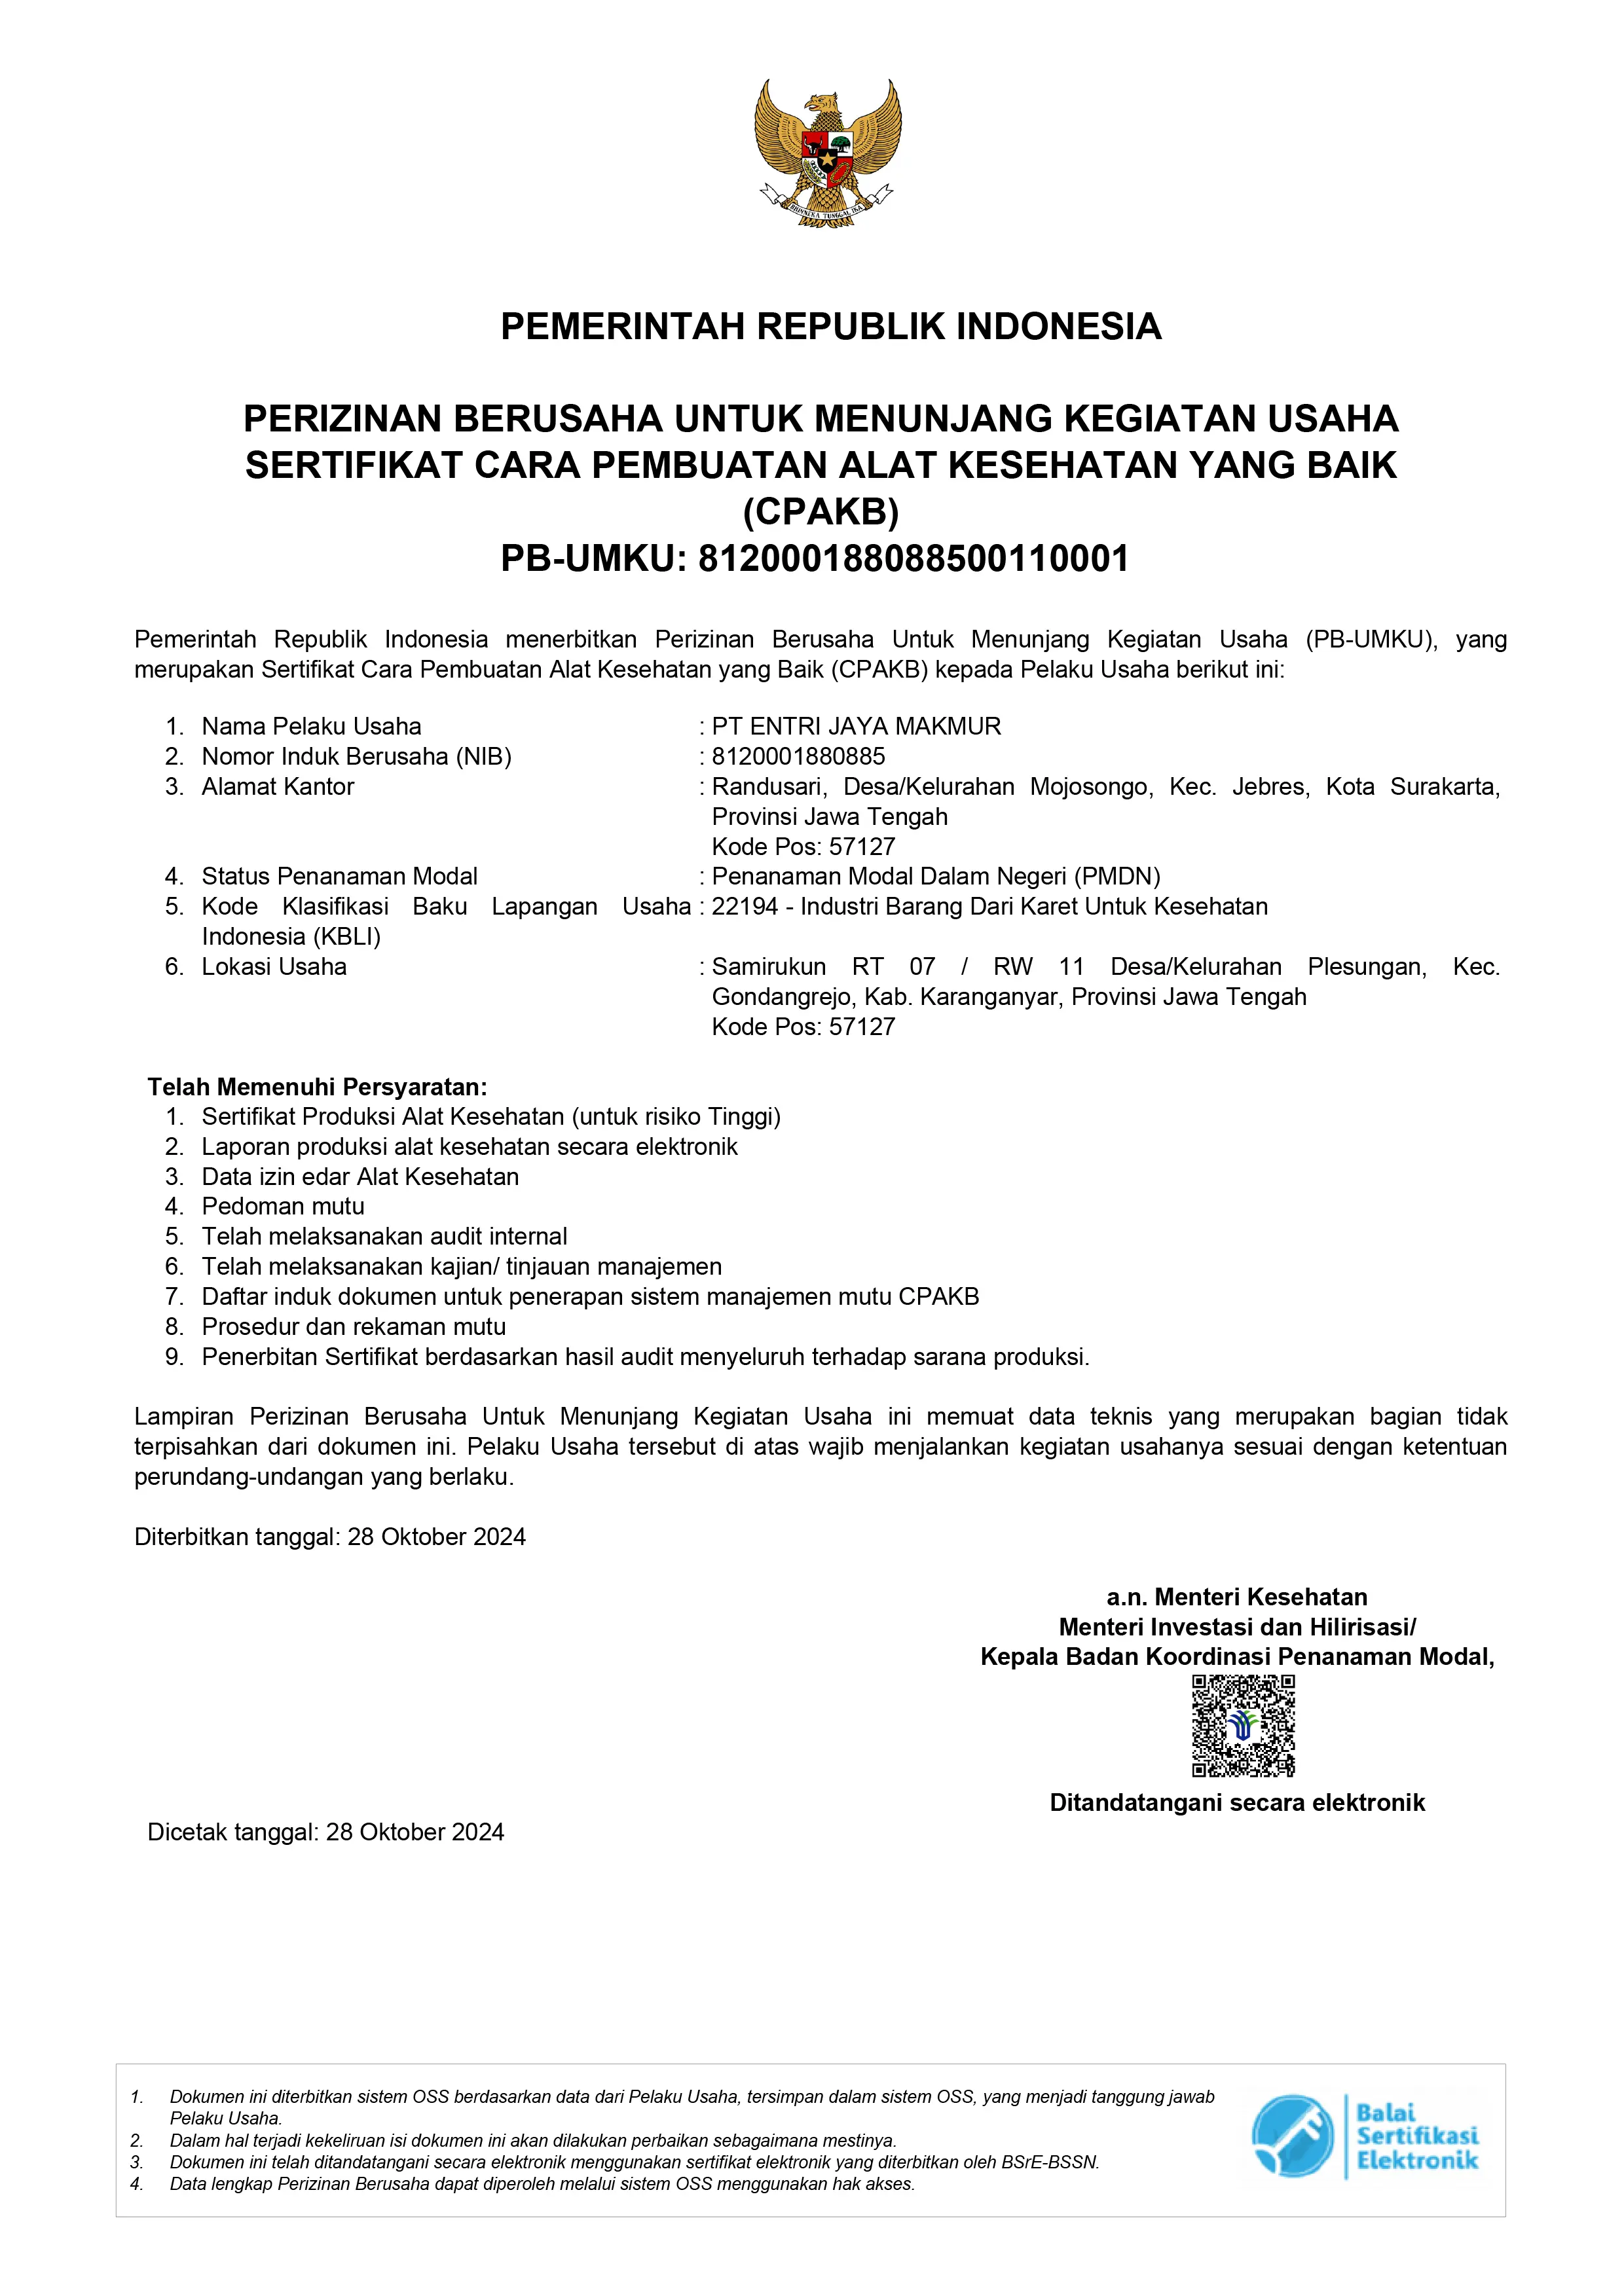 BHINNEKA TUNGGAL IKA
PEMERINTAH REPUBLIK INDONESIA
PERIZINAN BERUSAHA UNTUK MENUNJANG KEGIATAN USAHA
SERTIFIKAT CARA PEMBUATAN ALAT KESEHATAN YANG BAIK
(CPAKB)
PB-UMKU: 812000188088500110001
Pemerintah Republik Indonesia menerbitkan Perizinan Berusaha Untuk Menunjang Kegiatan Usaha (PB-UMKU), yang
merupakan Sertifikat Cara Pembuatan Alat Kesehatan yang Baik (CPAKB) kepada Pelaku Usaha berikut ini:
1. Nama Pelaku Usaha : PT ENTRI JAYA MAKMUR
2. Nomor Induk Berusaha (NIB) : 8120001880885
3. Alamat Kantor : Randusari, Desa/Kelurahan Mojosongo, Kec. Jebres, Kota Surakarta,
Provinsi Jawa Tengah
Kode Pos: 57127
4. Status Penanaman Modal : Penanaman Modal Dalam Negeri (PMDN)
5. Kode Klasifikasi Baku Lapangan Usaha : 22194 - Industri Barang Dari Karet Untuk Kesehatan
Indonesia (KBLI)
6. Lokasi Usaha : Samirukun RT 07 / RW 11 Desa/Kelurahan Plesungan, Kec.
Gondangrejo, Kab. Karanganyar, Provinsi Jawa Tengah
Kode Pos: 57127
Telah Memenuhi Persyaratan:
1. Sertifikat Produksi Alat Kesehatan (untuk risiko Tinggi)
2. Laporan produksi alat kesehatan secara elektronik
3. Data izin edar Alat Kesehatan
4. Pedoman mutu
5. Telah melaksanakan audit internal
6. Telah melaksanakan kajian/ tinjauan manajemen
7. Daftar induk dokumen untuk penerapan sistem manajemen mutu CPAKB
8. Prosedur dan rekaman mutu
9. Penerbitan Sertifikat berdasarkan hasil audit menyeluruh terhadap sarana produksi.
Lampiran Perizinan Berusaha Untuk Menunjang Kegiatan Usaha ini memuat data teknis yang merupakan bagian tidak
terpisahkan dari dokumen ini. Pelaku Usaha tersebut di atas wajib menjalankan kegiatan usahanya sesuai dengan ketentuan
perundang-undangan yang berlaku.
Diterbitkan tanggal: 28 Oktober 2024
a.n. Menteri Kesehatan
Menteri Investasi dan Hilirisasi/
Kepala Badan Koordinasi Penanaman Modal,
Ditandatangani secara elektronik
Dicetak tanggal: 28 Oktober 2024
1. Dokumen ini diterbitkan sistem OSS berdasarkan data dari Pelaku Usaha, tersimpan dalam sistem OSS, yang menjadi tanggung jawab
Pelaku Usaha.
2. Dalam hal terjadi kekeliruan isi dokumen ini akan dilakukan perbaikan sebagaimana mestinya.
3. Dokumen ini telah ditandatangani secara elektronik menggunakan sertifikat elektronik yang diterbitkan oleh BSrE-BSSN.
4. Data lengkap Perizinan Berusaha dapat diperoleh melalui sistem OSS menggunakan hak akses.
Balai
Sertifikasi
Elektronik